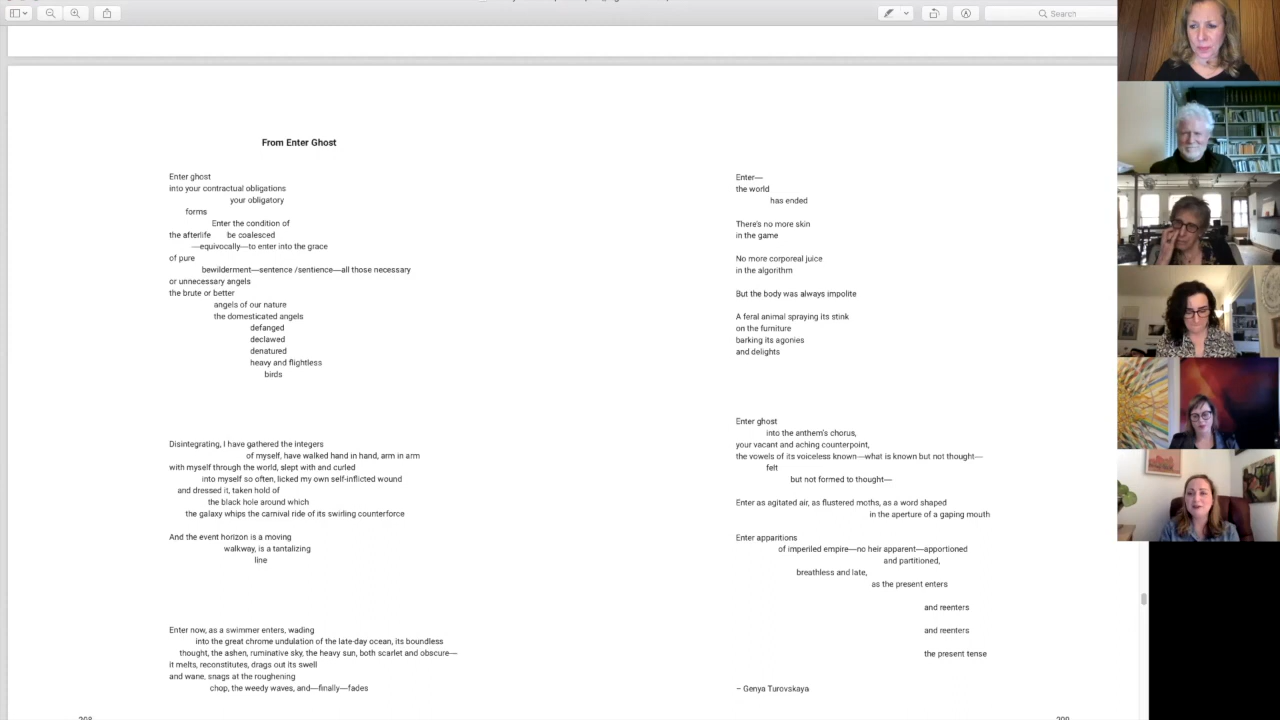 Search
From Enter Ghost
Enter ghost
into your contractual obligations
your obligatory
forms
Enter the condition of
the afterlife be coalesced
—equivocally—to enter into the grace
of pure
bewilderment—sentence /sentience—all those necessary
or unnecessary angels
the brute or better
angels of our nature
the domesticated angels
defanged
declawed
denatured
heavy and flightless
birds
Disintegrating, I have gathered the integers
of myself, have walked hand in hand, arm in arm
with myself through the world, slept with and curled
into myself so often, licked my own self-inflicted wound
and dressed it, taken hold of
the black hole around which
the galaxy whips the carnival ride of its swirling counterforce
And the event horizon is a moving
walkway, is a tantalizing
line
Enter now, as a swimmer enters, wading
into the great chrome undulation of the late-day ocean, its boundless
thought, the ashen, ruminative sky, the heavy sun, both scarlet and obscure—
it melts, reconstitutes, drags out its swell
and wane, snags at the roughening
chop, the weedy waves, and—finally—fades
208
Enter—
the world
has ended
There's no more skin
in the game
No more corporeal juice
in the algorithm
But the body was always impolite
A feral animal spraying its stink
on the furniture
barking its agonies
and delights
Enter ghost
into the anthem's chorus,
your vacant and aching counterpoint,
the vowels of its voiceless known—what is known but not thought—
felt
but not formed to thought—
Enter as agitated air, as flustered moths, as a word shaped
in the aperture of a gaping mouth
Enter apparitions
of imperiled empire—no heir apparent—apportioned
and partitioned,
breathless and late,
as the present enters
and reenters
and reenters
the present tense
– Genya Turovskaya
209